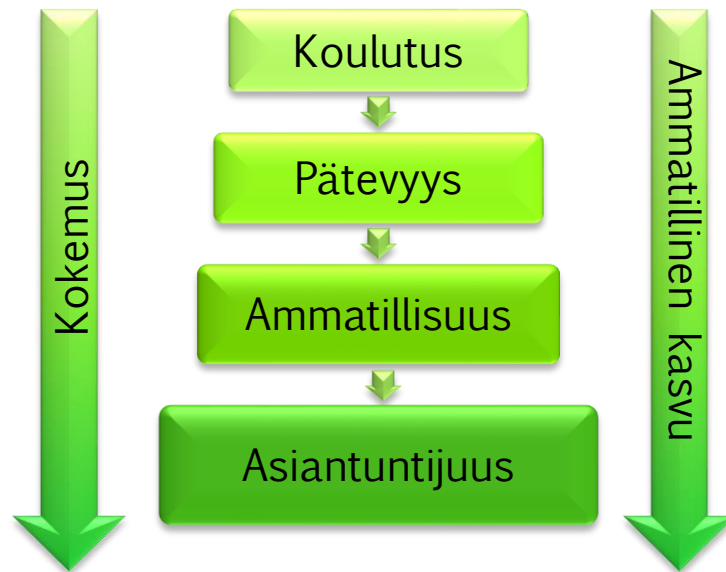 Koulutus
Pätevyys
Ammatillisuus
Asiantuntijuus
Kokemus
Ammatillinen kasvu